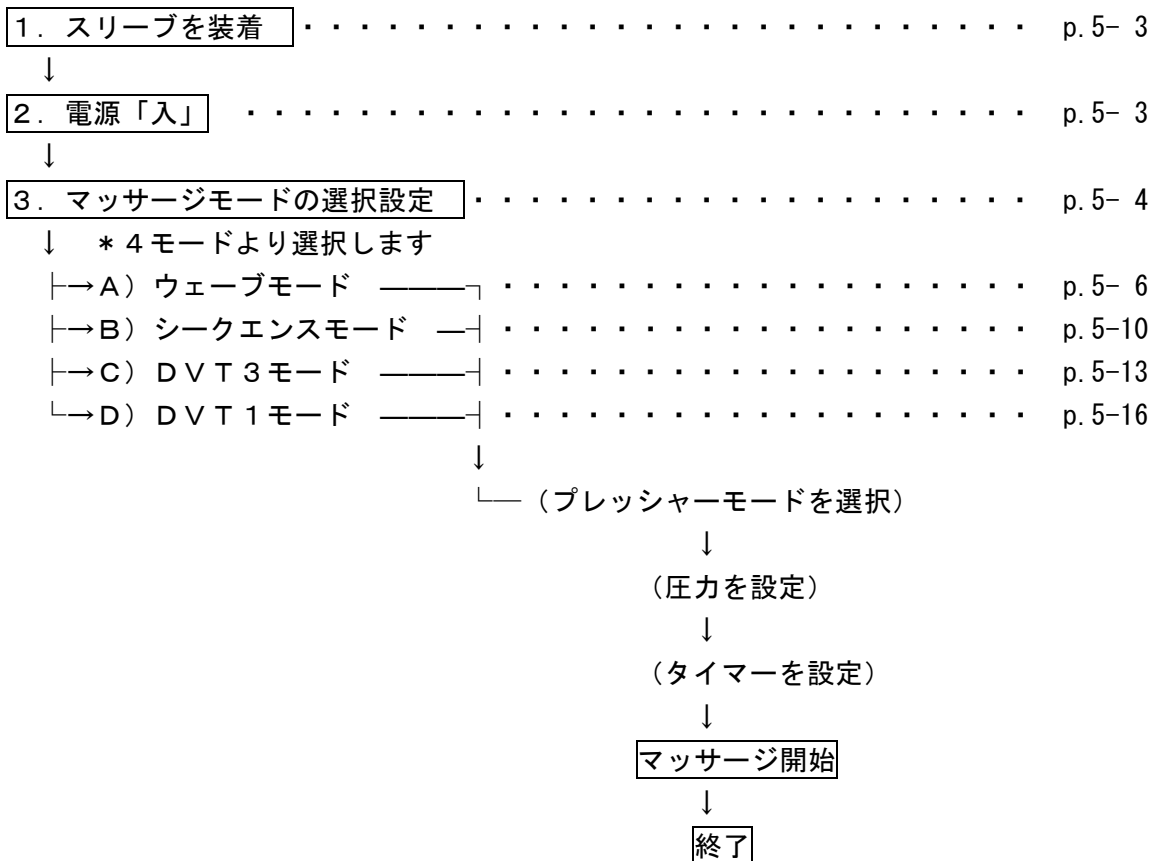 １．スリーブを装着 ・・・・・・・・・・・・・・・・・・・・・・・・・・ p.5- 3
↓
２．電源「入」 ・・・・・・・・・・・・・・・・・・・・・・・・・・・・ p.5- 3
↓
３．マッサージモードの選択設定 ・・・・・・・・・・・・・・・・・・・・ p.5- 4
↓ ＊４モードより選択します
├→Ａ）ウェーブモード ―――┐・・・・・・・・・・・・・・・・・・・ p.5- 6
├→Ｂ）シークエンスモード ―┤・・・・・・・・・・・・・・・・・・・ p.5-10
├→Ｃ）ＤＶＴ３モード ―――┤・・・・・・・・・・・・・・・・・・・ p.5-13
└→Ｄ）ＤＶＴ１モード ―――┤・・・・・・・・・・・・・・・・・・・ p.5-16
↓
└─（プレッシャーモードを選択）
↓
（圧力を設定）
↓
（タイマーを設定）
↓
マッサージ開始
↓
終了